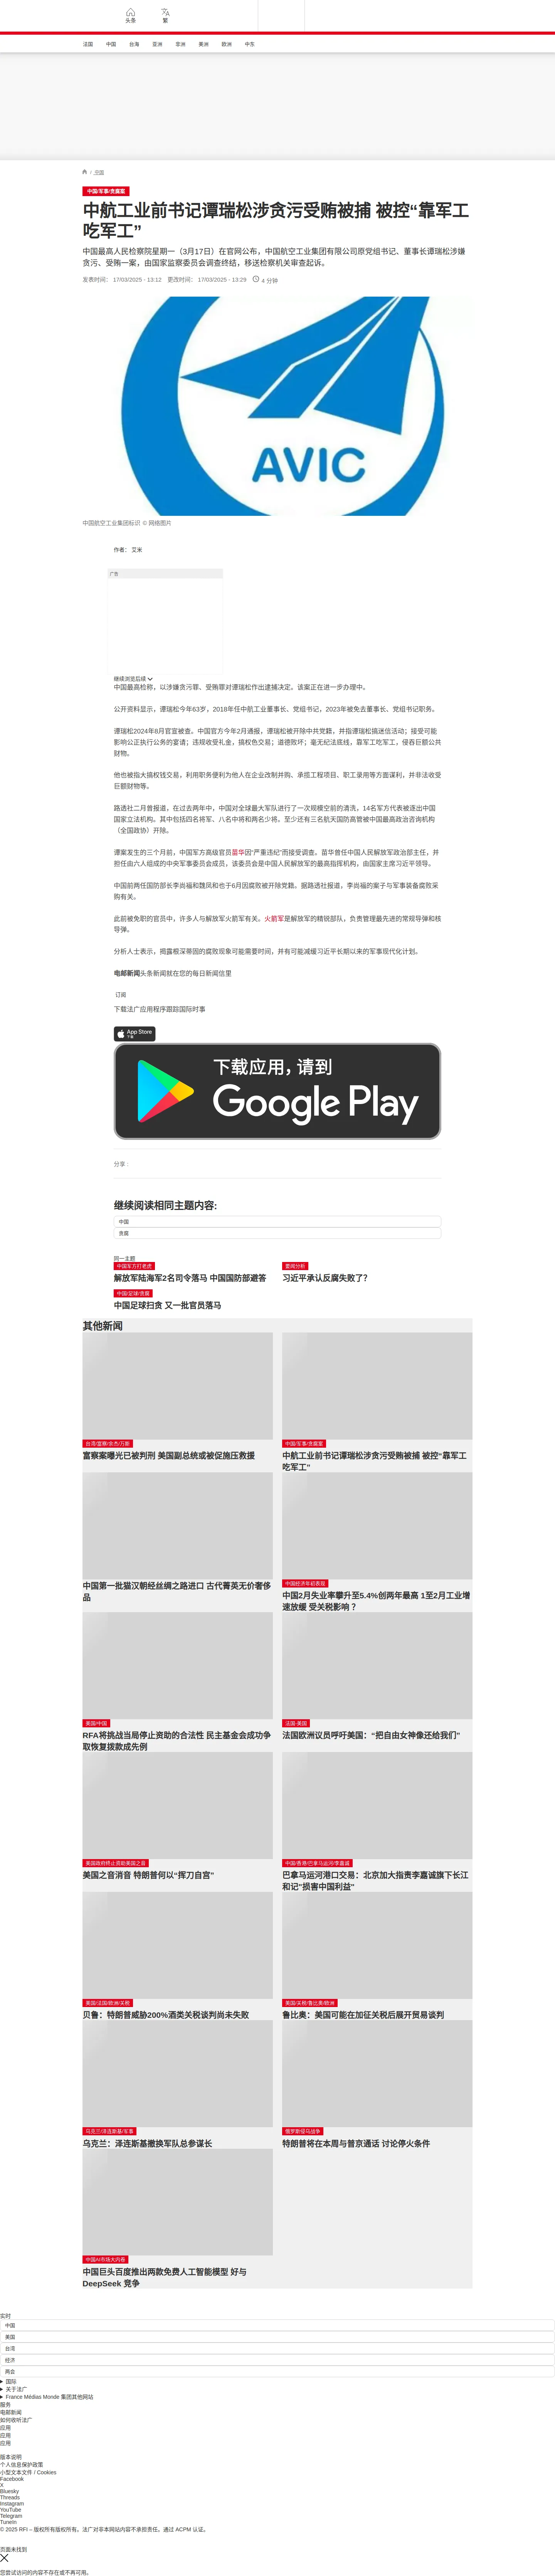 头条
繁
法国 中国 台海 亚洲 非洲 美洲 欧洲 中东
/ 中国
中国/军事/贪腐案
中航工业前书记谭瑞松涉贪污受贿被捕 被控“靠军工
吃军工”
中国最高人民检察院星期一（3月17日）在官网公布，中国航空工业集团有限公司原党组书记、董事长谭瑞松涉嫌
贪污、受贿一案，由国家监察委员会调查终结，移送检察机关审查起诉。
发表时间： 17/03/2025 - 13:12 更改时间： 17/03/2025 - 13:29 4 分钟
AVIC
中国航空工业集团标识 © 网络图片
作者： 艾米
广告
继续浏览后续
中国最高检称，以涉嫌贪污罪、受贿罪对谭瑞松作出逮捕决定。该案正在进一步办理中。
公开资料显示，谭瑞松今年63岁，2018年任中航工业董事长、党组书记，2023年被免去董事长、党组书记职务。
谭瑞松2024年8月官宣被查。中国官方今年2月通报，谭瑞松被开除中共党籍，并指谭瑞松搞迷信活动；接受可能
影响公正执行公务的宴请；违规收受礼金，搞权色交易；道德败坏；毫无纪法底线，靠军工吃军工，侵吞巨额公共
财物。
他也被指大搞权钱交易，利用职务便利为他人在企业改制并购、承揽工程项目、职工录用等方面谋利，并非法收受
巨额财物等。
路透社二月曾报道，在过去两年中，中国对全球最大军队进行了一次规模空前的清洗，14名军方代表被逐出中国
国家立法机构。其中包括四名将军、八名中将和两名少将。至少还有三名航天国防高管被中国最高政治咨询机构
（全国政协）开除。
谭案发生的三个月前，中国军方高级官员苗华因“严重违纪”而接受调查。苗华曾任中国人民解放军政治部主任，并
担任由六人组成的中央军事委员会成员，该委员会是中国人民解放军的最高指挥机构，由国家主席习近平领导。
中国前两任国防部长李尚福和魏凤和也于6月因腐败被开除党籍。据路透社报道，李尚福的案子与军事装备腐败采
购有关。
此前被免职的官员中，许多人与解放军火箭军有关。火箭军是解放军的精锐部队，负责管理最先进的常规导弹和核
导弹。
分析人士表示，揭露根深蒂固的腐败现象可能需要时间，并有可能减缓习近平长期以来的军事现代化计划。
电邮新闻头条新闻就在您的每日新闻信里
订阅
下载法广应用程序跟踪国际时事
App Store
下载
下载应用，请到
Google Play
分享 :
继续阅读相同主题内容:
中国
贪腐
同一主题
中国军方打老虎
解放军陆海军2名司令落马 中国国防部避答
要闻分析
习近平承认反腐失败了？
中国/足球/贪腐
中国足球扫贪 又一批官员落马
其他新闻
富察案曝光已被判刑 美国副总统或被促施压救援
中国/军事/贪腐案
中航工业前书记谭瑞松涉贪污受贿被捕 被控“靠军工
吃军工”
中国第一批猫汉朝经丝绸之路进口 古代菁英无价奢侈
品
中国经济年初表现
中国2月失业率攀升至5.4%创两年最高 1至2月工业增
速放缓 受关税影响？
美国/中国
RFA将挑战当局停止资助的合法性 民主基金会成功争
取恢复拨款成先例
法国-美国
法国欧洲议员呼吁美国：“把自由女神像还给我们”
美国政府终止资助美国之音
美国之音消音 特朗普何以“挥刀自宫”
中国/香港/巴拿马运河/李嘉诚
巴拿马运河港口交易：北京加大指责李嘉诚旗下长江
和记"损害中国利益"
美国/法国/欧洲/关税
贝鲁：特朗普威胁200%酒类关税谈判尚未失败
美国/关税/鲁比奥/欧洲
鲁比奥：美国可能在加征关税后展开贸易谈判
乌克兰/泽连斯基/军事
乌克兰：泽连斯基撤换军队总参谋长
俄罗斯侵乌战争
特朗普将在本周与普京通话 讨论停火条件
中国AI市场大内卷
中国巨头百度推出两款免费人工智能模型 好与
DeepSeek 竞争
实时
中国
美国
台湾
经济
两会
国际
关于法广
France Médias Monde 集团其他网站
服务
电邮新闻
如何收听法广
应用
应用
应用
版本说明
个人信息保护政策
小型文本文件 / Cookies
Facebook
X
Bluesky
Threads
Instagram
YouTube
Telegram
TuneIn
© 2025 RFI – 版权所有版权所有。法广对非本网站内容不承担责任。通过 ACPM 认证。
页面未找到
您尝试访问的内容不存在或不再可用。